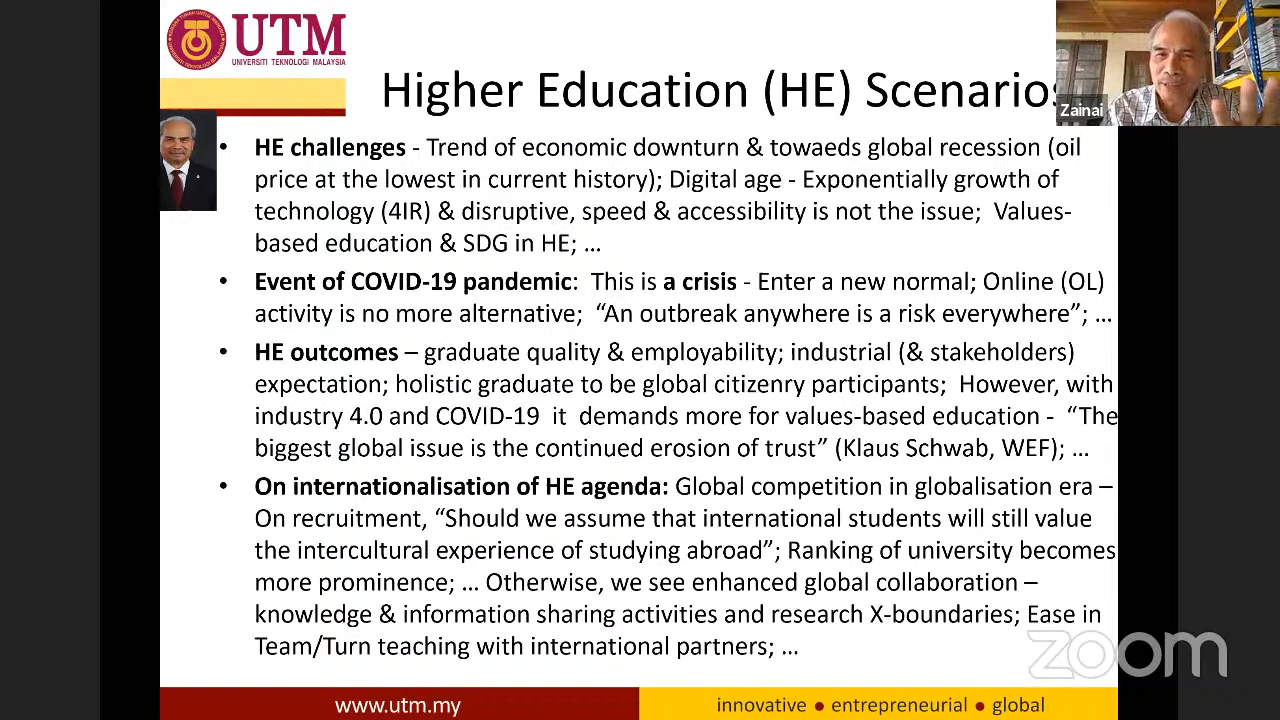 UTM
UNIVERSITI TEKNOLOGI MALAYSIA
Higher Education (HE) Scenarios
Zainai
• HE challenges - Trend of economic downturn & towaeds global recession (oil
price at the lowest in current history); Digital age - Exponentially growth of
technology (4IR) & disruptive, speed & accessibility is not the issue; Values-
based education & SDG in HE; …
• Event of COVID-19 pandemic: This is a crisis - Enter a new normal; Online (OL)
activity is no more alternative; “An outbreak anywhere is a risk everywhere”; …
• HE outcomes – graduate quality & employability; industrial (& stakeholders)
expectation; holistic graduate to be global citizenry participants; However, with
industry 4.0 and COVID-19 it demands more for values-based education - “The
biggest global issue is the continued erosion of trust” (Klaus Schwab, WEF); …
• On internationalisation of HE agenda: Global competition in globalisation era –
On recruitment, “Should we assume that international students will still value
the intercultural experience of studying abroad”; Ranking of university becomes
more prominence; … Otherwise, we see enhanced global collaboration –
knowledge & information sharing activities and research X-boundaries; Ease in
Team/Turn teaching with international partners; …
zoom
www.utm.my
innovative ● entrepreneurial ● global